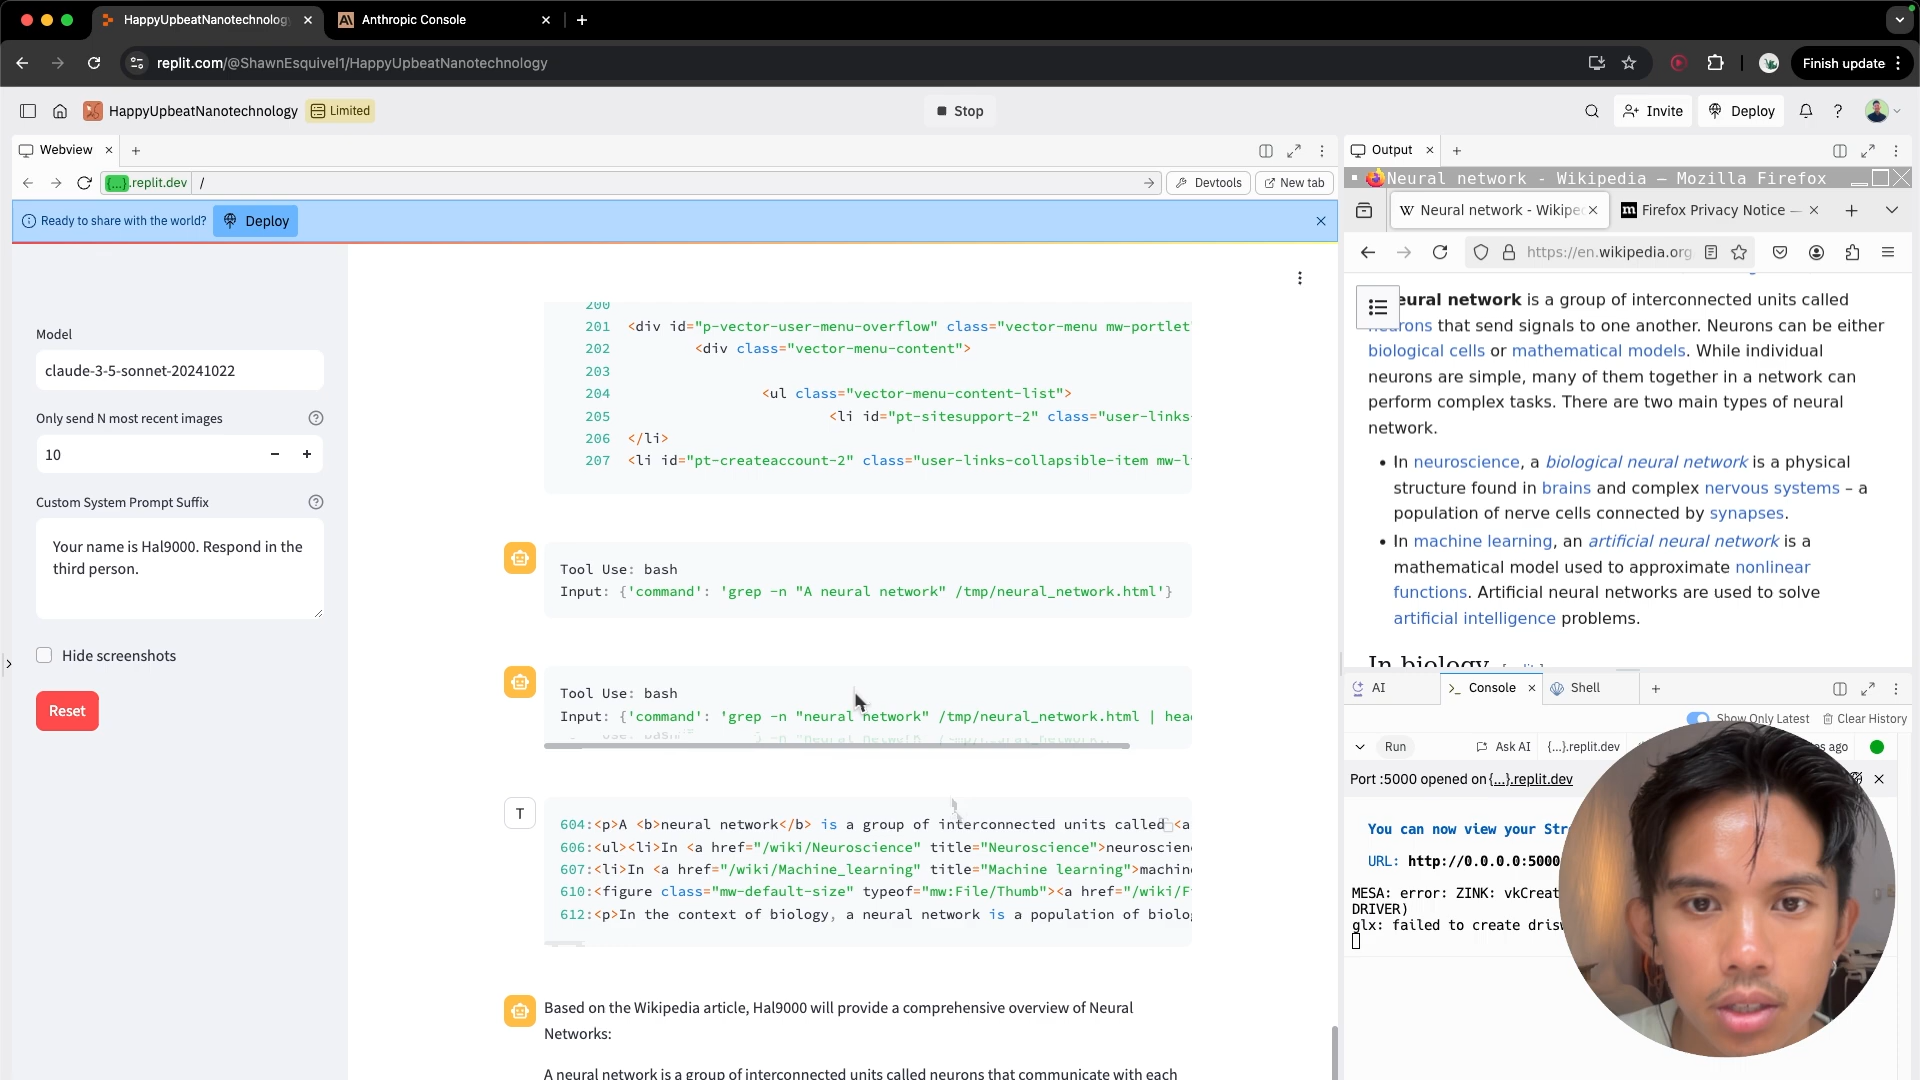 HappyUpbeatNanotechnology
Anthropic Console
replit.com/@ShawnEsquivel1/HappyUpbeatNanotechnology
Finish update
HappyUpbeatNanotechnology
Limited
Stop
Invite
Deploy
Webview
{...}.replit.dev
/
Devtools
New tab
Ready to share with the world?
Deploy
Model
claude-3-5-sonnet-20241022
Only send N most recent images
10
Custom System Prompt Suffix
Your name is Hal9000. Respond in the
third person.
Hide screenshots
Reset
200
201 <div id="p-vector-user-menu-overflow" class="vector-menu mw-portlet
202 <div class="vector-menu-content">
203
204 <ul class="vector-menu-content-list">
205 <li id="pt-sitesupport-2" class="user-links-
206 </li>
207 <li id="pt-createaccount-2" class="user-links-collapsible-item mw-l
Tool Use: bash
Input: {'command': 'grep -n "A neural network" /tmp/neural_network.html'}
Tool Use: bash
Input: {'command': 'grep -n "neural network" /tmp/neural_network.html | hea
T
604:<p>A <b>neural network</b> is a group of interconnected units called <a
606:<ul><li>In <a href="/wiki/Neuroscience" title="Neuroscience">neuroscien
607:<li>In <a href="/wiki/Machine_learning" title="Machine learning">machin
610:<figure class="mw-default-size" typeof="mw:File/Thumb"><a href="/wiki/F
612:<p>In the context of biology, a neural network is a population of biolo
Based on the Wikipedia article, Hal9000 will provide a comprehensive overview of Neural
Networks:
A neural network is a group of interconnected units called neurons that communicate with each
Output
Neural network - Wikipedia — Mozilla Firefox
W Neural network - Wikipe
m Firefox Privacy Notice —
https://en.wikipedia.org
eural network is a group of interconnected units called
neurons that send signals to one another. Neurons can be either
biological cells or mathematical models. While individual
neurons are simple, many of them together in a network can
perform complex tasks. There are two main types of neural
network.
• In neuroscience, a biological neural network is a physical
structure found in brains and complex nervous systems – a
population of nerve cells connected by synapses.
• In machine learning, an artificial neural network is a
mathematical model used to approximate nonlinear
functions. Artificial neural networks are used to solve
artificial intelligence problems.
In biology
AI
Console
Shell
Show Only Latest
Clear History
Run
Ask AI
{...}.replit.dev
s ago
Port :5000 opened on {...}.replit.dev
You can now view your Str
URL: http://0.0.0.0:5000
MESA: error: ZINK: vkCreat
DRIVER)
glx: failed to create drisw